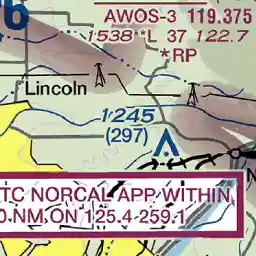 6
AWOS-3 119.375
1538 *L 37 122.7
*RP
Lincoln
1245
(297)
N
TC NORCAL APP WITHIN
0 NM ON 125.4 259.1